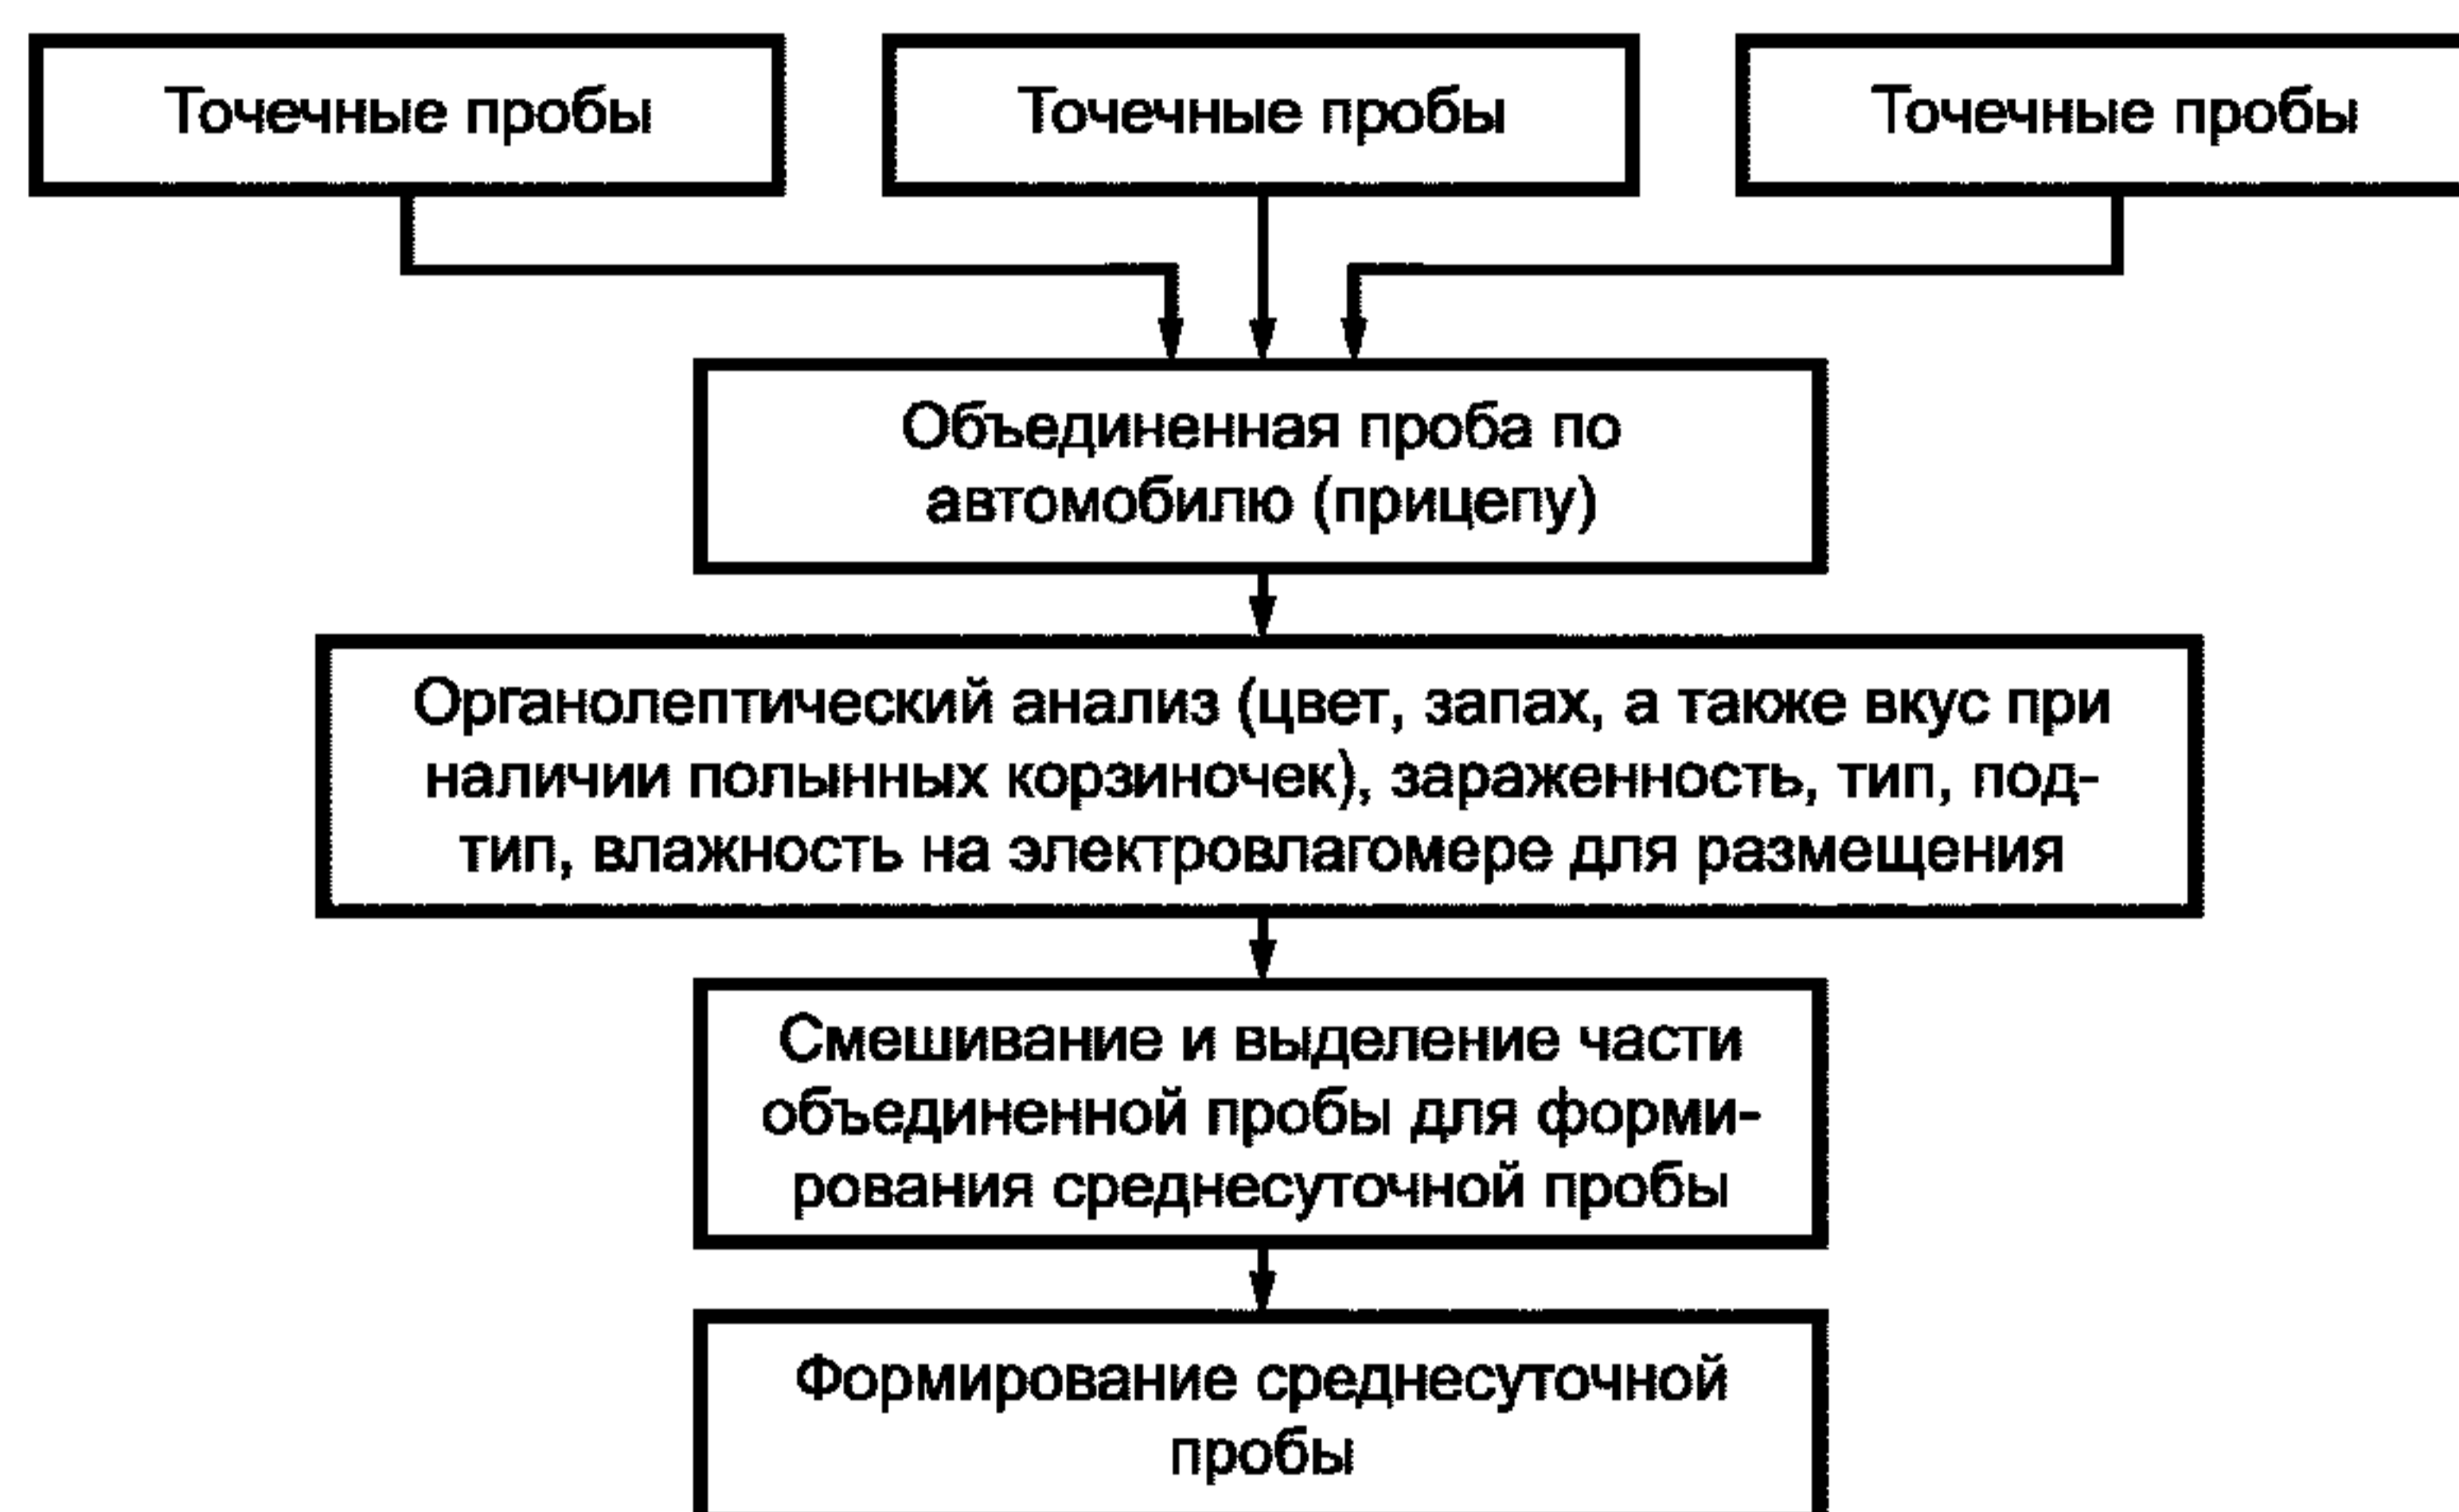 Точечные пробы
Точечные пробы
Точечные пробы
Объединенная проба по
автомобилю (прицепу)
Органолептический анализ (цвет, запах, а также вкус при
наличии полынных корзиночек), зараженность, тип, под-
тип, влажность на электровлагомере для размещения
Смешивание и выделение части
объединенной пробы для форми-
рования среднесуточной пробы
Формирование среднесуточной
пробы